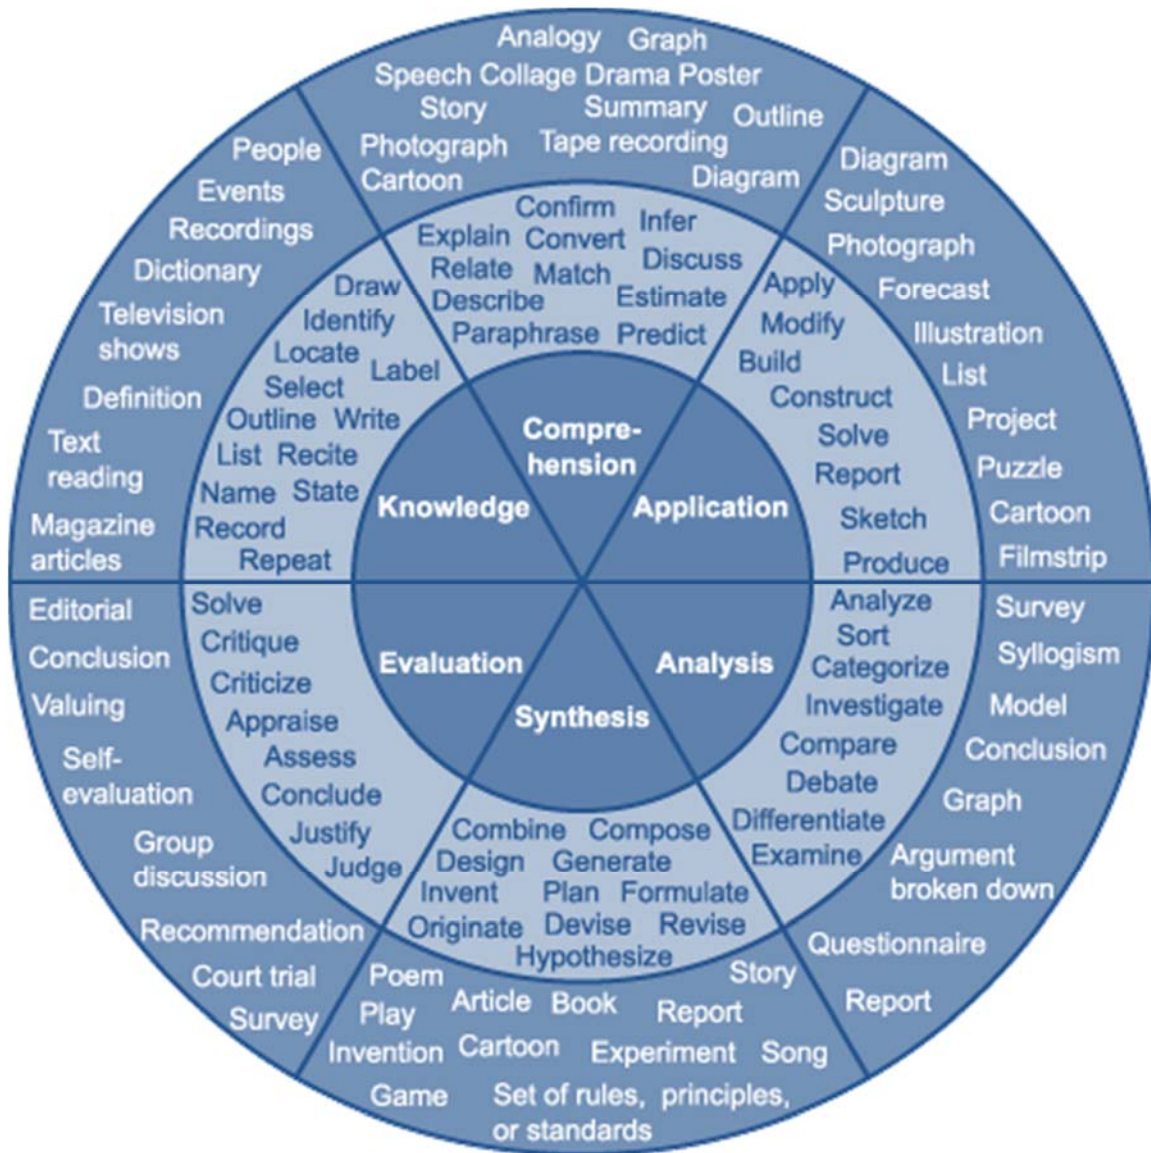 Analogy Graph
Speech Collage Drama Poster
Story Summary Outline
Photograph Tape recording
Cartoon Diagram
Confirm Infer
Explain Convert
Relate Match Discuss
Describe Estimate
Paraphrase Predict
Compre-
hension
Diagram
Sculpture
Photograph
Forecast
Illustration
List
Project
Puzzle
Cartoon
Filmstrip
Apply
Modify
Build
Construct
Solve
Report
Sketch
Produce
Application
Survey
Syllogism
Model
Conclusion
Graph
Argument
broken down
Questionnaire
Report
Analyze
Sort
Categorize
Investigate
Compare
Debate
Differentiate
Examine
Analysis
Synthesis
Combine Compose
Design Generate
Invent Plan Formulate
Originate Devise Revise
Hypothesize
Poem Story
Play Article Book Report
Invention Cartoon Experiment Song
Game Set of rules, principles,
or standards
Evaluation
Solve
Critique
Criticize
Appraise
Assess
Conclude
Justify
Judge
Editorial
Conclusion
Valuing
Self-
evaluation
Group
discussion
Recommendation
Court trial
Survey
Knowledge
Draw
Identify
Locate
Label
Select
Outline Write
List Recite
Name State
Record
Repeat
People
Events
Recordings
Dictionary
Television
shows
Definition
Text
reading
Magazine
articles